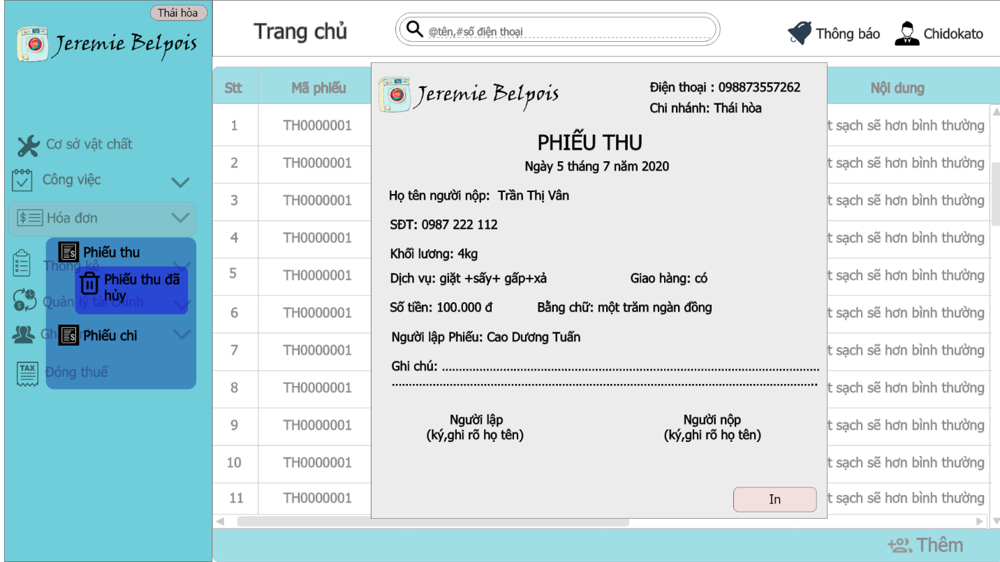 Thái hòa
Jeremie Belpois
Trang chủ
@tên,#số điện thoại
Thông báo
Chidokato
Cơ sở vật chất
Công việc
Hóa đơn
Phiếu thu
Thống kê
Phiếu thu đã
hủy
Quản lý tài chính
Gh
Phiếu chi
TAX
Đóng thuế
Stt
Mã phiếu
Nội dung
1
TH0000001
t sạch sẽ hơn bình thường
2
TH0000001
t sạch sẽ hơn bình thường
3
TH0000001
t sạch sẽ hơn bình thường
4
TH0000001
t sạch sẽ hơn bình thường
5
TH0000001
t sạch sẽ hơn bình thường
6
TH0000001
t sạch sẽ hơn bình thường
7
TH0000001
t sạch sẽ hơn bình thường
8
TH0000001
t sạch sẽ hơn bình thường
9
TH0000001
t sạch sẽ hơn bình thường
10
TH0000001
t sạch sẽ hơn bình thường
11
TH0000001
t sạch sẽ hơn bình thường
Jeremie Belpois
Điện thoại : 098873557262
Chi nhánh: Thái hòa
PHIẾU THU
Ngày 5 tháng 7 năm 2020
Họ tên người nộp: Trần Thị Vân
SĐT: 0987 222 112
Khối lương: 4kg
Dịch vụ: giặt +sấy+ gấp+xả Giao hàng: có
Số tiền: 100.000 đ Bằng chữ: một trăm ngàn đồng
Người lập Phiếu: Cao Dương Tuấn
Ghi chú: ....................
....................
Người lập Người nộp
(ký,ghi rõ họ tên) (ký,ghi rõ họ tên)
In
Thêm